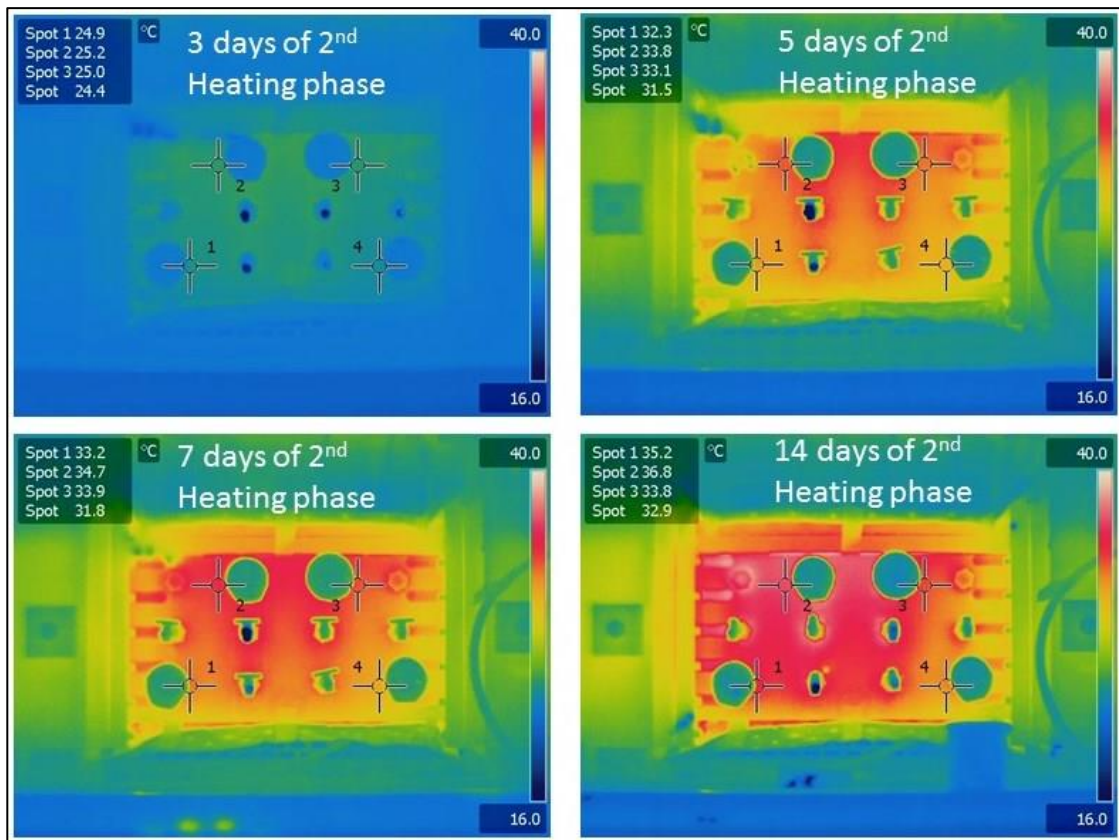 Spot 1 24.9
Spot 2 25.2
Spot 3 25.0
Spot 24.4
°C
3 days of 2nd
Heating phase
40.0
2
3
1
4
16.0
Spot 1 32.3
Spot 2 33.8
Spot 3 33.1
Spot 31.5
°C
5 days of 2nd
Heating phase
40.0
2
3
1
4
16.0
Spot 1 33.2
Spot 2 34.7
Spot 3 33.9
Spot 31.8
°C
7 days of 2nd
Heating phase
40.0
2
3
1
4
16.0
Spot 1 35.2
Spot 2 36.8
Spot 3 33.8
Spot 32.9
°C
14 days of 2nd
Heating phase
40.0
2
3
1
4
16.0